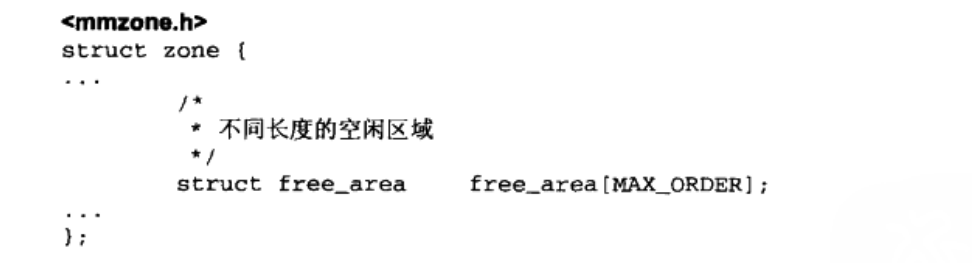 <mmzone.h>
struct zone {
...
/*
* 不同长度的空闲区域
*/
struct free_area free_area[MAX_ORDER];
...
};